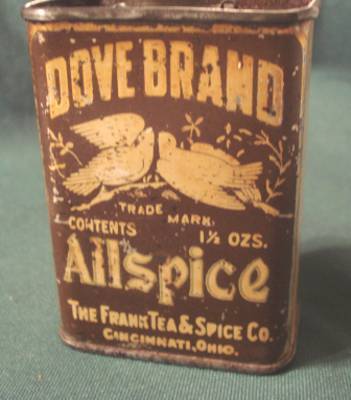 DOVE BRAND
TRADE MARK.
CONTENTS 1½ OZS.
Allspice
THE FRANK TEA & SPICE CO.
CINCINNATI, OHIO.